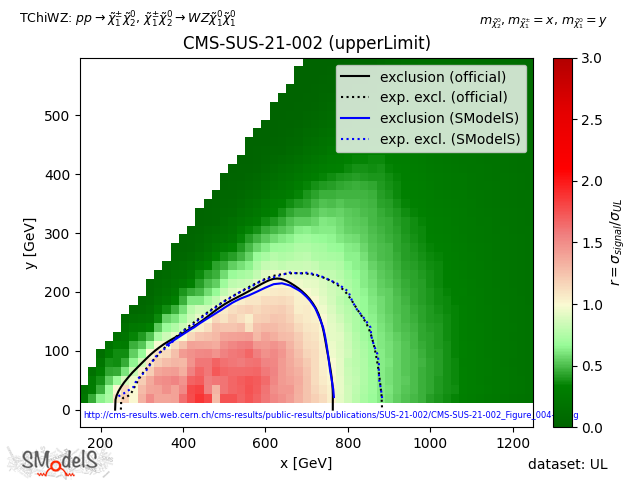 TChiWZ: pp → χ̃₁± χ̃₂⁰, χ̃₁± χ̃₂⁰ → WZχ̃₁⁰χ̃₁⁰
m_χ̃₂⁰, m_χ̃₁± = x, m_χ̃₁⁰ = y
CMS-SUS-21-002 (upperLimit)
exclusion (official)
exp. excl. (official)
exclusion (SModelS)
exp. excl. (SModelS)
500
400
300
200
100
0
y [GeV]
200
400
600
800
1000
1200
x [GeV]
3.0
2.5
2.0
1.5
1.0
0.5
0.0
r = σ_signal/σ_UL
http://cms-results.web.cern.ch/cms-results/public-results/publications/SUS-21-002/CMS-SUS-21-002_Figure_004-
SModelS
dataset: UL